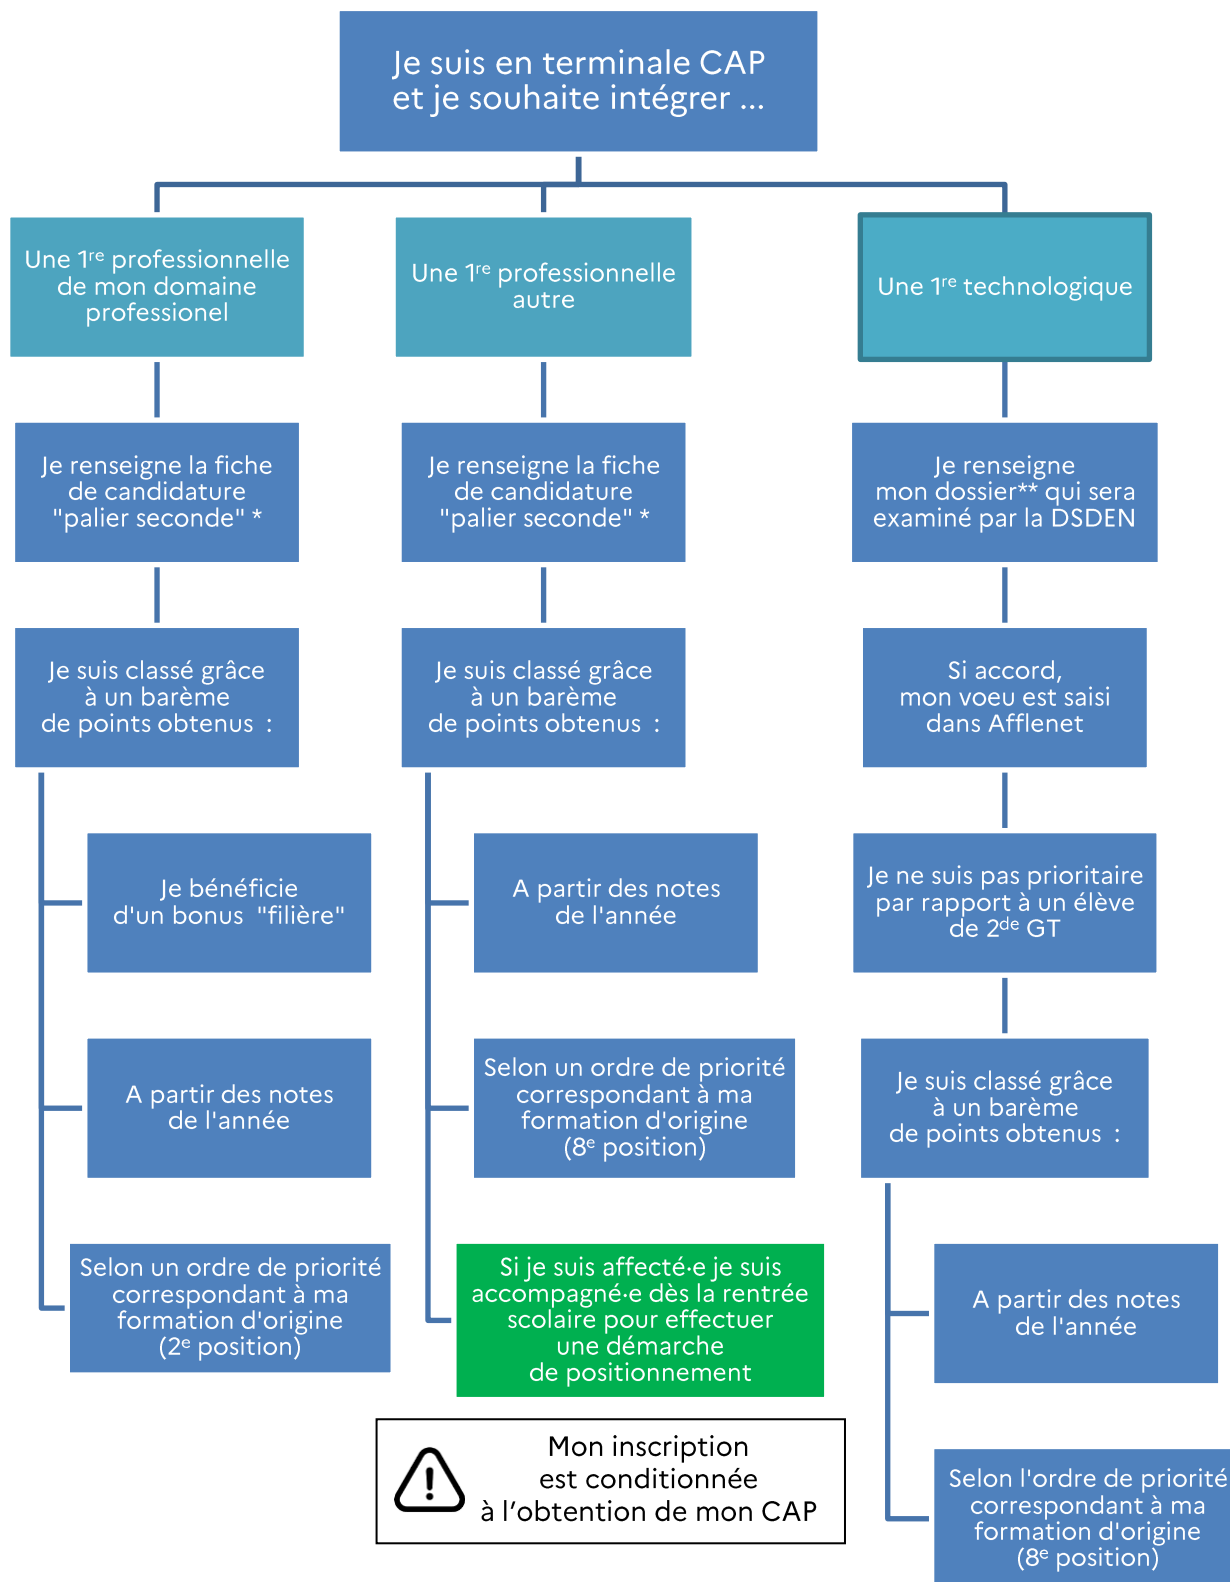 Je suis en terminale CAP
et je souhaite intégrer ...
Une 1re professionnelle
de mon domaine
professionel
Une 1re professionnelle
autre
Une 1re technologique
Je renseigne la fiche
de candidature
"palier seconde" *
Je renseigne la fiche
de candidature
"palier seconde" *
Je renseigne
mon dossier** qui sera
examiné par la DSDEN
Je suis classé grâce
à un barème
de points obtenus :
Je suis classé grâce
à un barème
de points obtenus :
Si accord,
mon voeu est saisi
dans Afflenet
Je bénéficie
d'un bonus "filière"
A partir des notes
de l'année
Je ne suis pas prioritaire
par rapport à un élève
de 2de GT
A partir des notes
de l'année
Selon un ordre de priorité
correspondant à ma
formation d'origine
(8e position)
Je suis classé grâce
à un barème
de points obtenus :
Selon un ordre de priorité
correspondant à ma
formation d'origine
(2e position)
Si je suis affecté·e je suis
accompagné·e dès la rentrée
scolaire pour effectuer
une démarche
de positionnement
A partir des notes
de l'année
Mon inscription
est conditionnée
à l'obtention de mon CAP
Selon l'ordre de priorité
correspondant à ma
formation d'origine
(8e position)